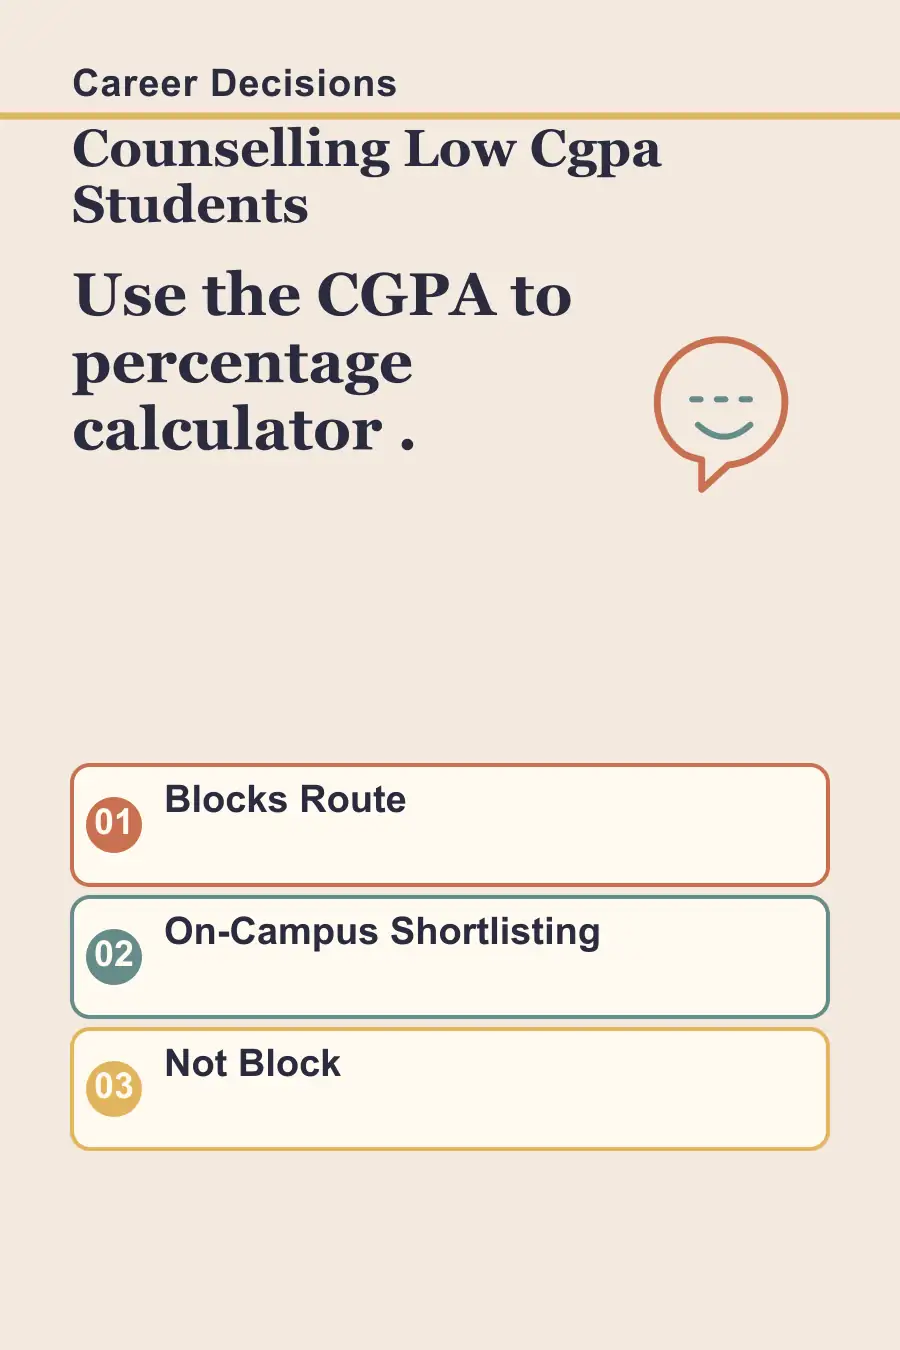 Career Decisions
Counselling Low Cgpa
Students
Use the CGPA to
percentage
calculator .
01
Blocks Route
02
On-Campus Shortlisting
03
Not Block